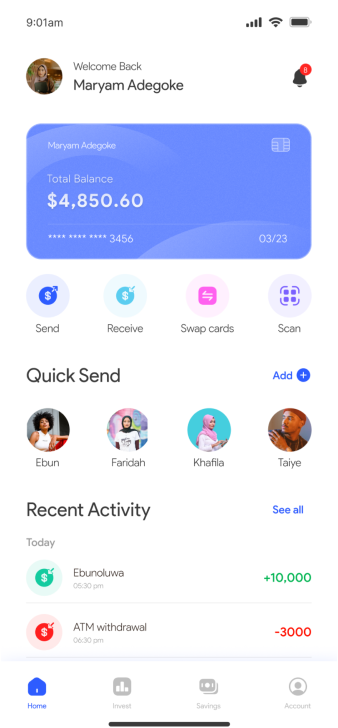 9:01am
Welcome Back
Maryam Adegoke
8
Maryam Adegoke
Total Balance
$4,850.60
**** **** **** 3456 03/23
Send Receive Swap cards Scan
Quick Send Add
Ebun Faridah Khafila Taiye
Recent Activity See all
Today
Ebunoluwa +10,000
05:30 pm
ATM withdrawal -3000
06:30 pm
Home Invest Savings Account